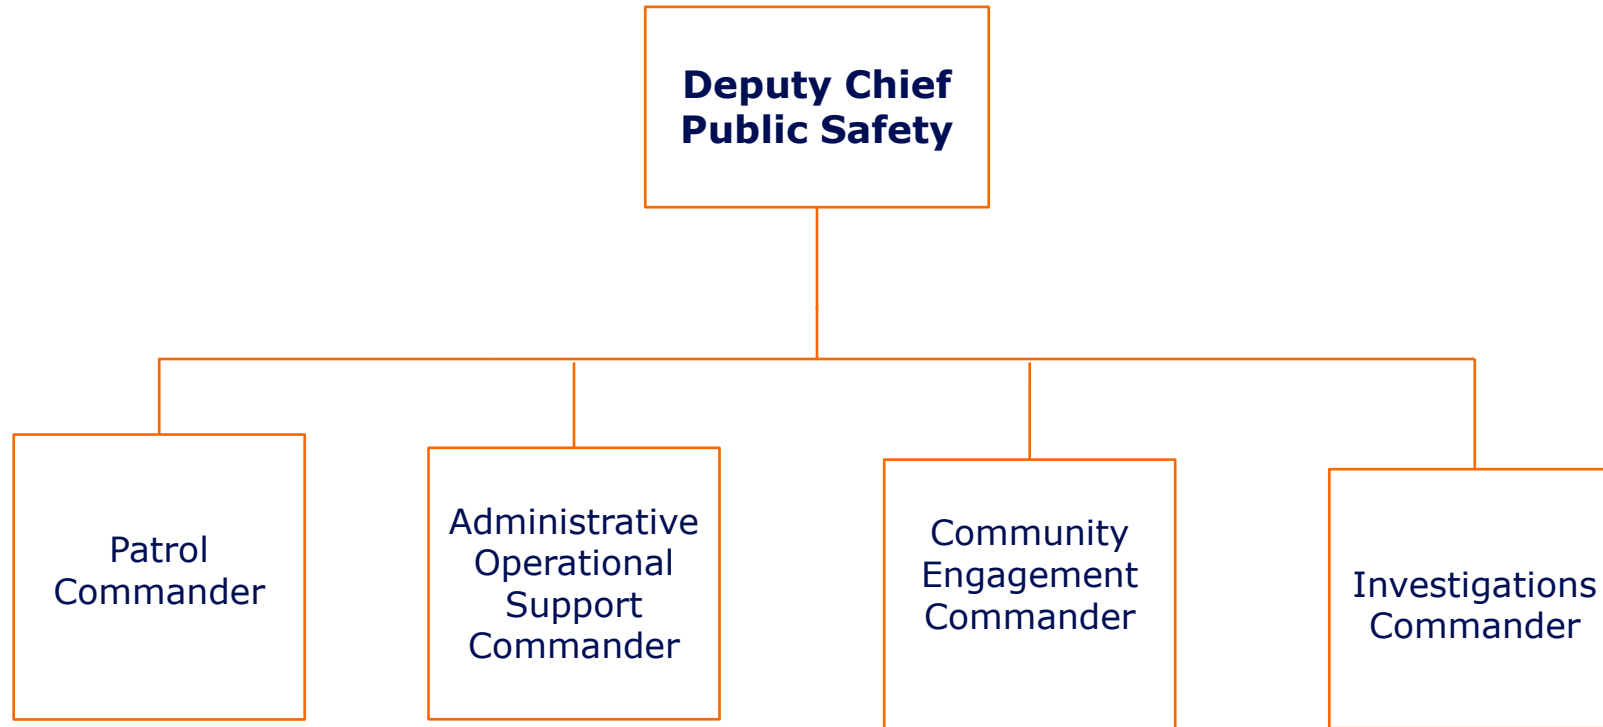 Deputy Chief
Public Safety
Patrol
Commander
Administrative
Operational
Support
Commander
Community
Engagement
Commander
Investigations
Commander